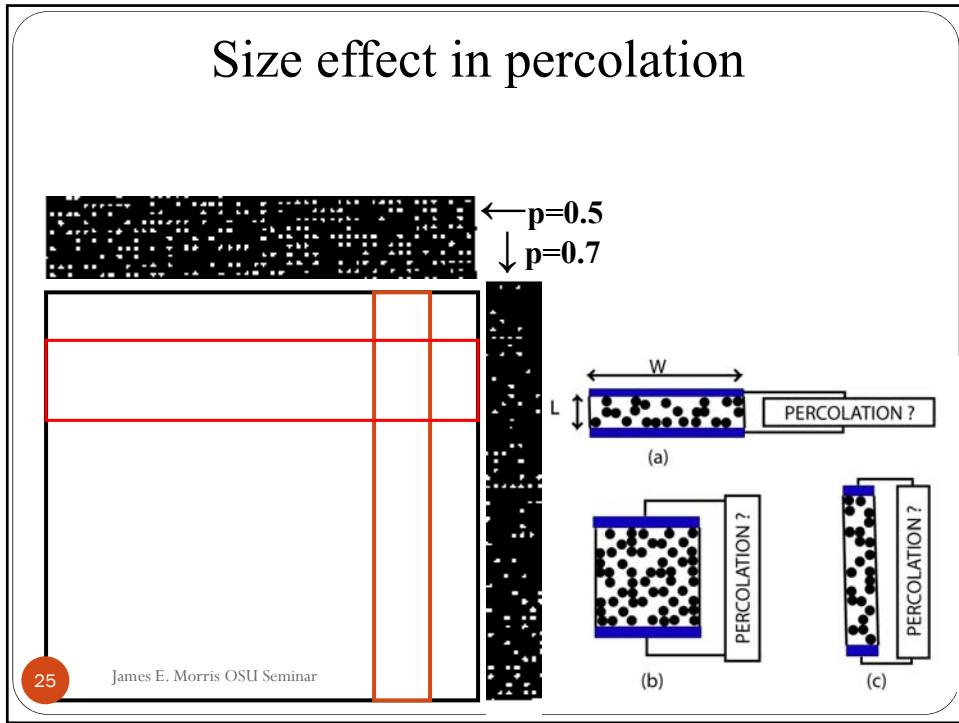 Size effect in percolation
←p=0.5
↓p=0.7
W
L
PERCOLATION ?
(a)
PERCOLATION ?
(b)
PERCOLATION ?
(c)
25
James E. Morris OSU Seminar